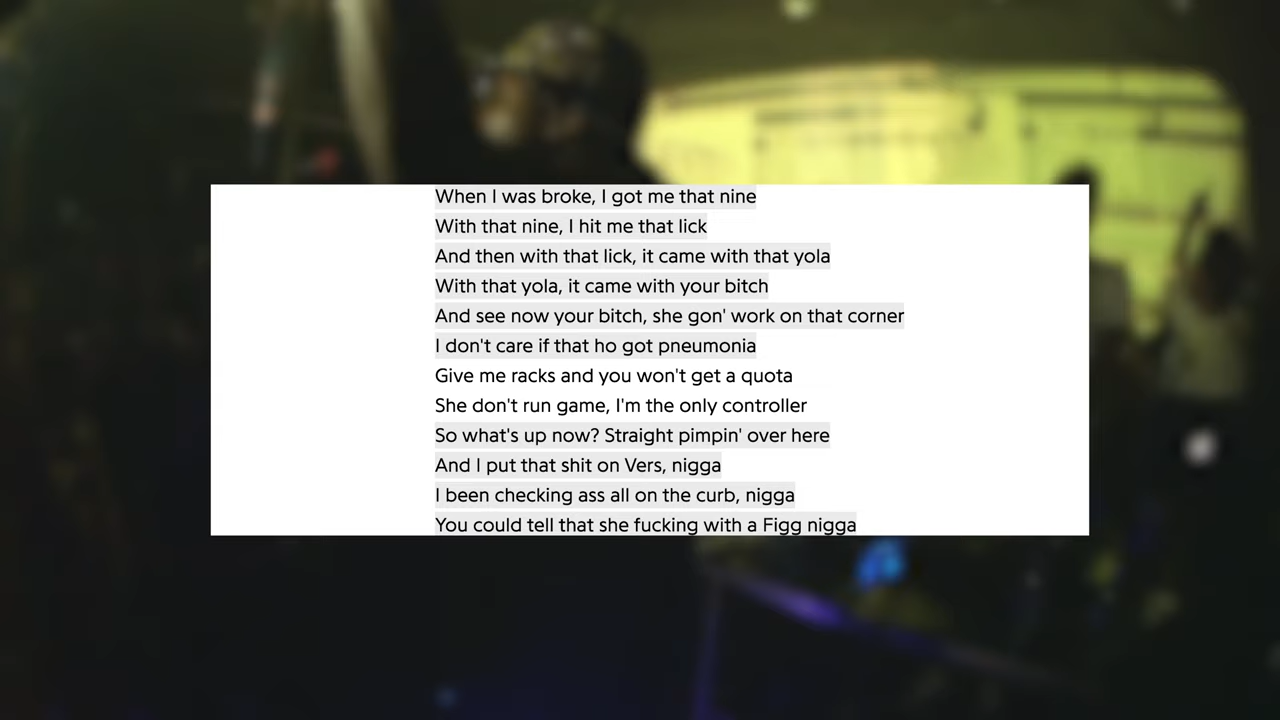 When I was broke, I got me that nine
With that nine, I hit me that lick
And then with that lick, it came with that yola
With that yola, it came with your bitch
And see now your bitch, she gon' work on that corner
I don't care if that ho got pneumonia
Give me racks and you won't get a quota
She don't run game, I'm the only controller
So what's up now? Straight pimpin' over here
And I put that shit on Vers, nigga
I been checking ass all on the curb, nigga
You could tell that she fucking with a Figg nigga